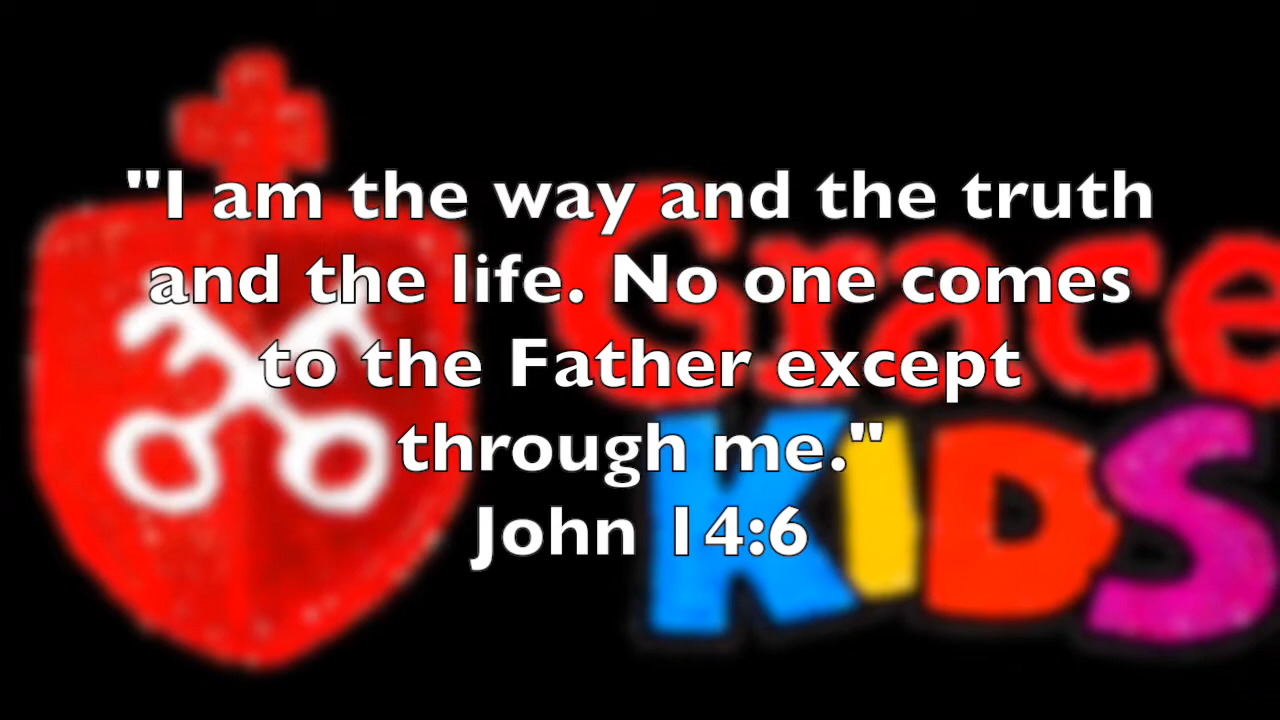 "I am the way and the truth
and the life. No one comes
to the Father except
through me."
John 14:6
Grace
KIDS